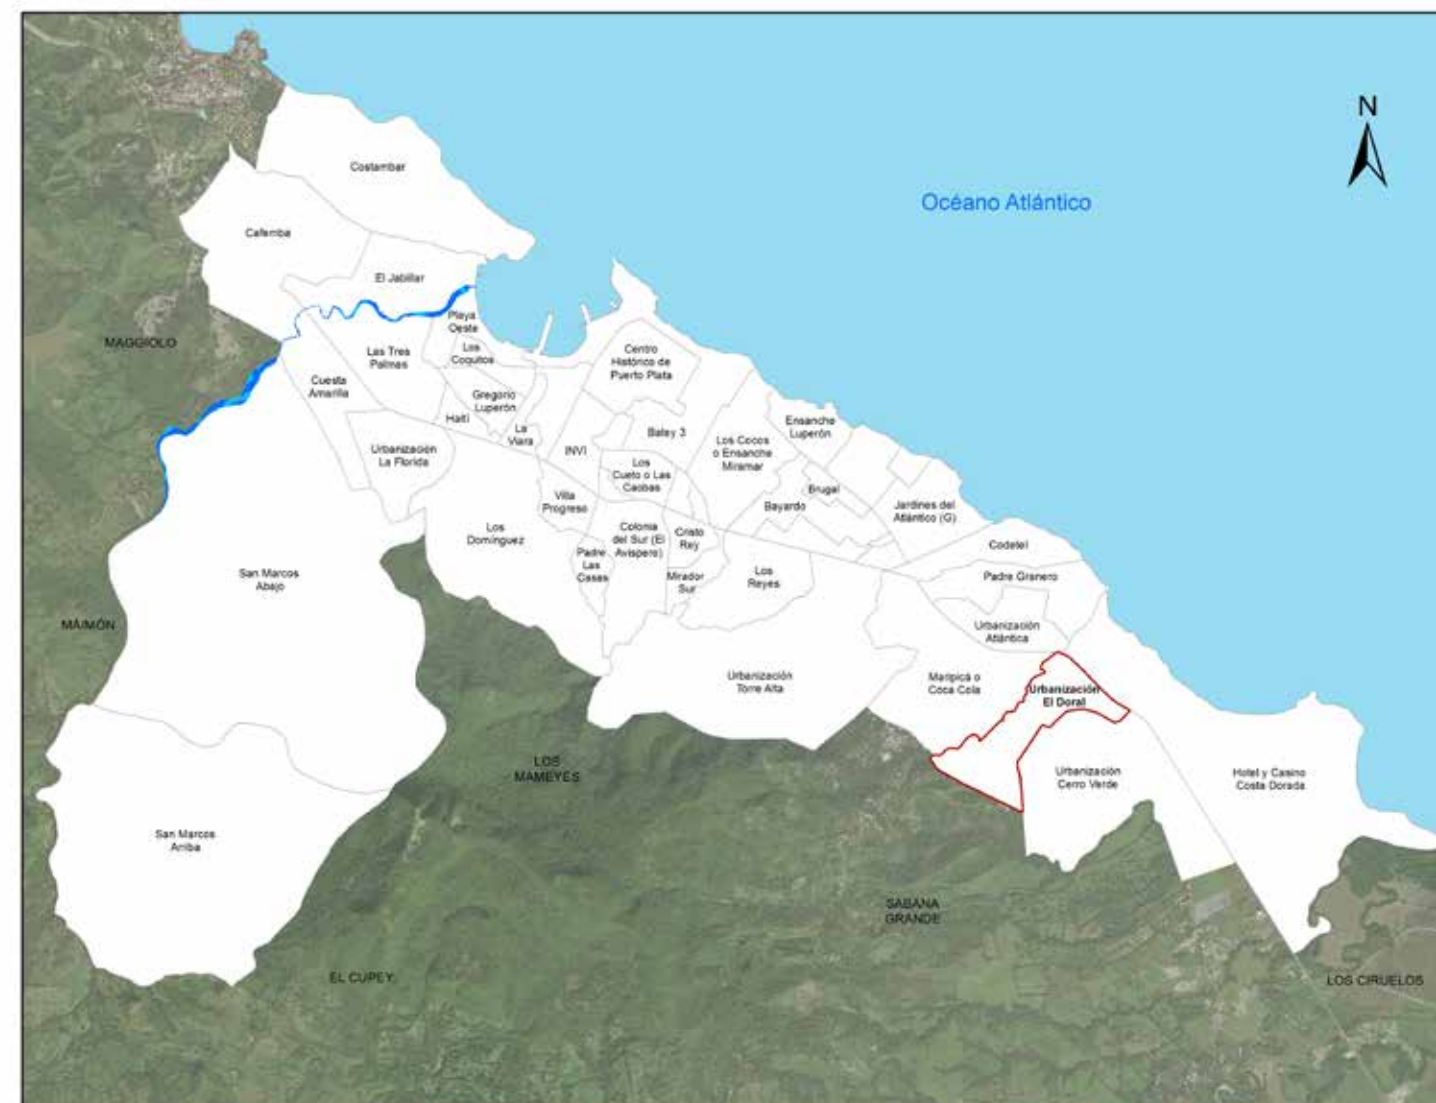 N
Océano Atlántico
Costambar
Cafemba
El Jabillar
MAGGIOLO
Playa
Oeste
Los
Coquitos
Las Tres
Palmas
Cuesta
Amarilla
Centro
Histórico de
Puerto Plata
Gregorio
Luperón
Haití
La
Viara
INVI
Batey 3
Ensanche
Luperón
Los Cocos
o Ensanche
Miramar
Urbanización
La Florida
Los
Cueto o Las
Caobas
Brugal
Bayardo
Jardines del
Atlántico (G)
Villa
Progreso
Los
Domínguez
Colonia
del Sur (El
Avispero)
Cristo
Rey
Codetel
Padre
Las
Casas
Mirador
Sur
Los
Reyes
Padre Granero
San Marcos
Abajo
MAIMÓN
Urbanización
Atlántica
Urbanización
Torre Alta
Maripicá o
Coca Cola
Urbanización
El Doral
LOS
MAMEYES
Urbanización
Cerro Verde
Hotel y Casino
Costa Dorada
San Marcos
Arriba
SABANA
GRANDE
EL CUPEY
LOS CIRUELOS